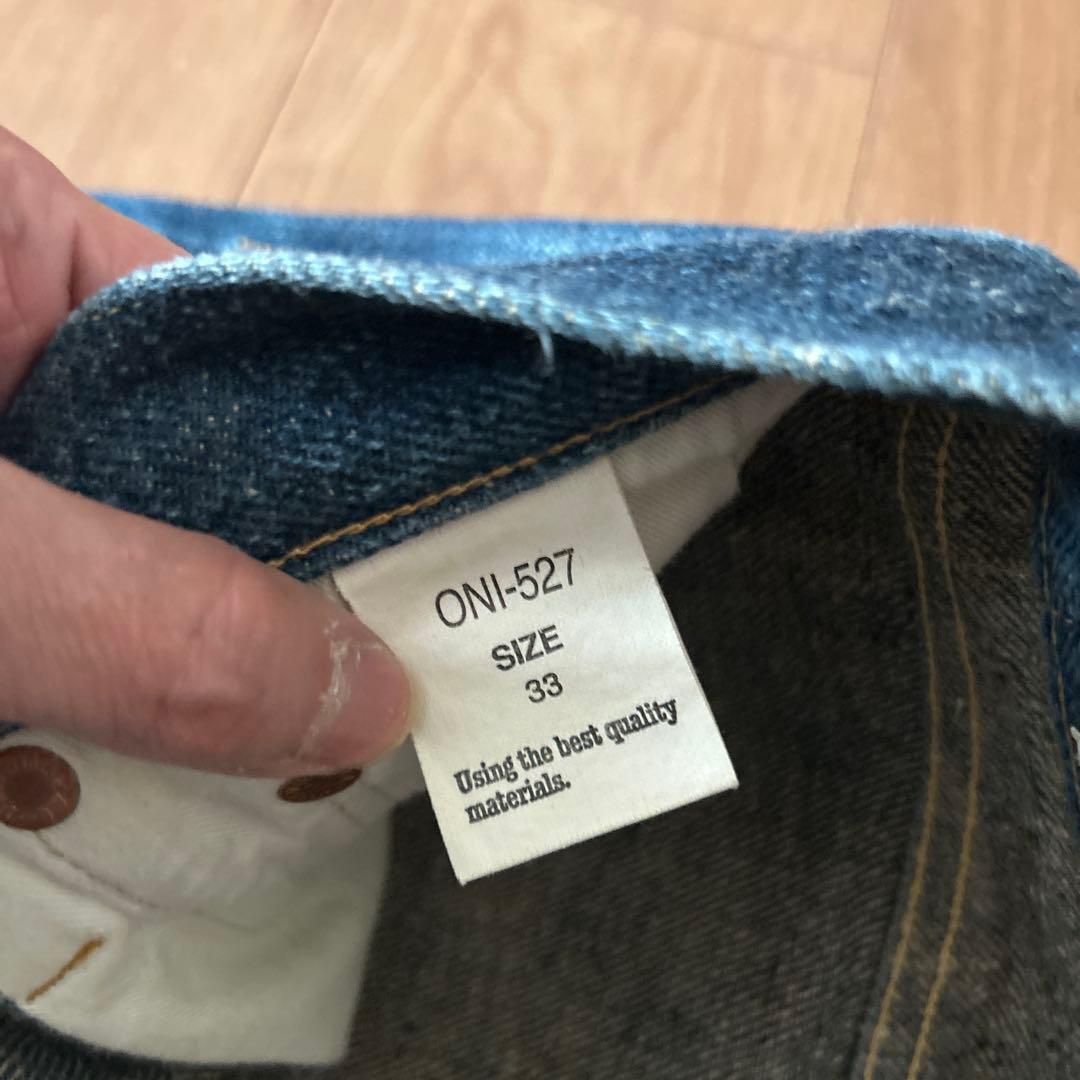 ONI-527
SIZE
33
Using the best quality
materials.